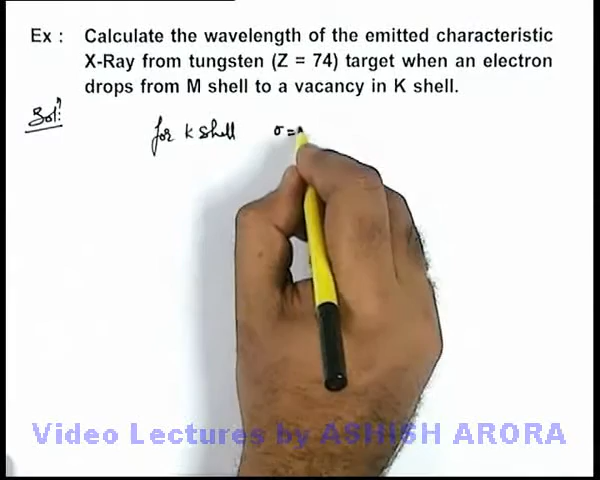 Ex : Calculate the wavelength of the emitted characteristic
X-Ray from tungsten (Z = 74) target when an electron
drops from M shell to a vacancy in K shell.
Solⁿ
for K shell σ =
Video Lectures by ASHISH ARORA